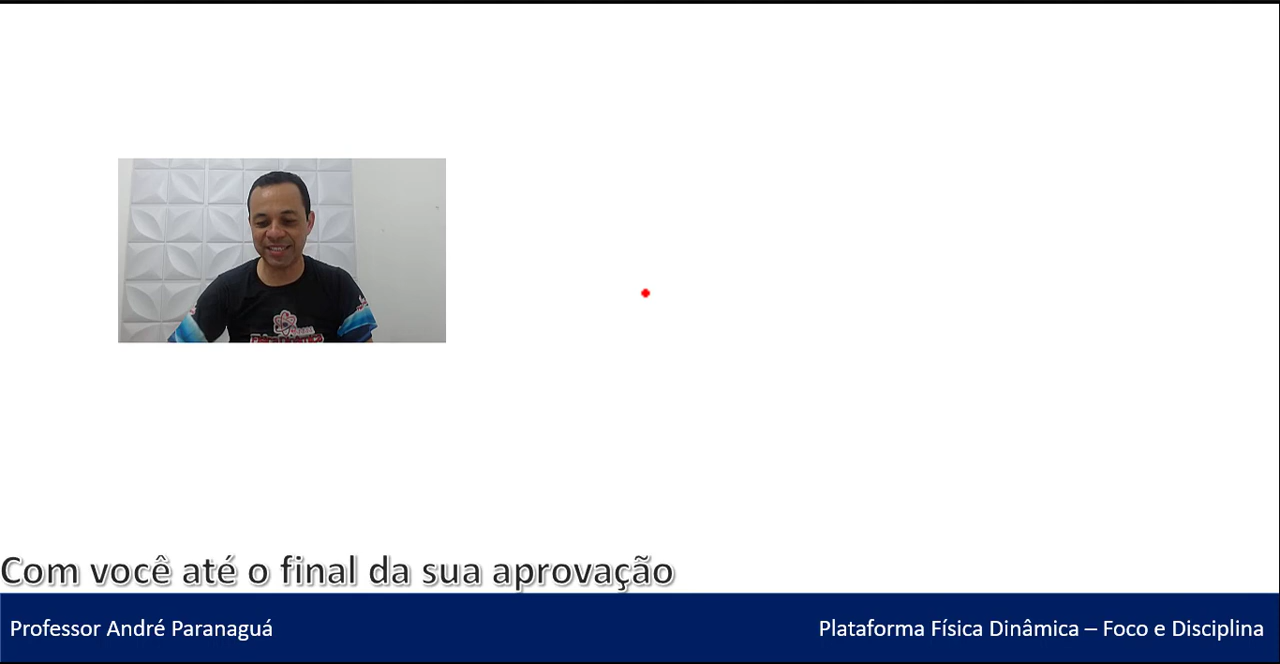 Com você até o final da sua aprovação
Professor André Paranaguá
Plataforma Física Dinâmica – Foco e Disciplina